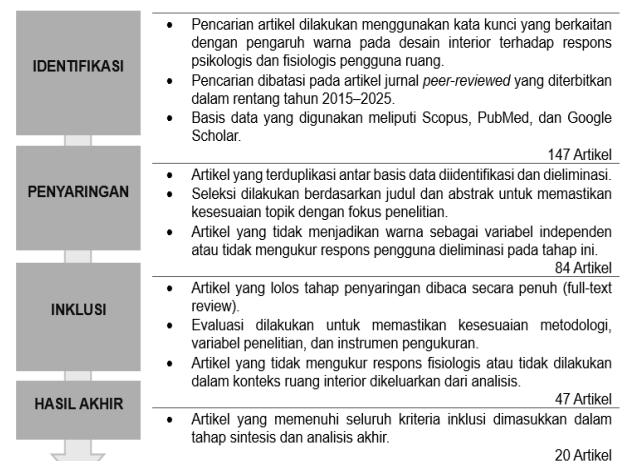 IDENTIFIKASI
• Pencarian artikel dilakukan menggunakan kata kunci yang berkaitan
dengan pengaruh warna pada desain interior terhadap respons
psikologis dan fisiologis pengguna ruang.
• Pencarian dibatasi pada artikel jurnal peer-reviewed yang diterbitkan
dalam rentang tahun 2015–2025.
• Basis data yang digunakan meliputi Scopus, PubMed, dan Google
Scholar.
147 Artikel
PENYARINGAN
• Artikel yang terduplikasi antar basis data diidentifikasi dan dieliminasi.
• Seleksi dilakukan berdasarkan judul dan abstrak untuk memastikan
kesesuaian topik dengan fokus penelitian.
• Artikel yang tidak menjadikan warna sebagai variabel independen
atau tidak mengukur respons pengguna dieliminasi pada tahap ini.
84 Artikel
INKLUSI
• Artikel yang lolos tahap penyaringan dibaca secara penuh (full-text
review).
• Evaluasi dilakukan untuk memastikan kesesuaian metodologi,
variabel penelitian, dan instrumen pengukuran.
• Artikel yang tidak mengukur respons fisiologis atau tidak dilakukan
dalam konteks ruang interior dikeluarkan dari analisis.
47 Artikel
HASIL AKHIR
• Artikel yang memenuhi seluruh kriteria inklusi dimasukkan dalam
tahap sintesis dan analisis akhir.
20 Artikel